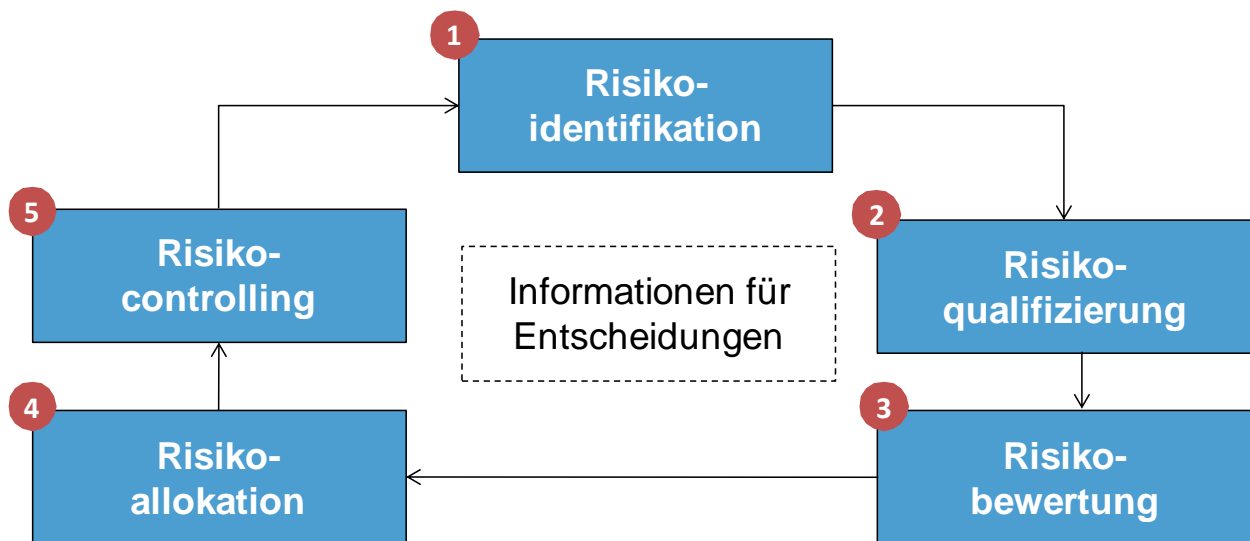 1
Risiko-
identifikation
2
Risiko-
qualifizierung
3
Risiko-
bewertung
4
Risiko-
allokation
5
Risiko-
controlling
Informationen für
Entscheidungen